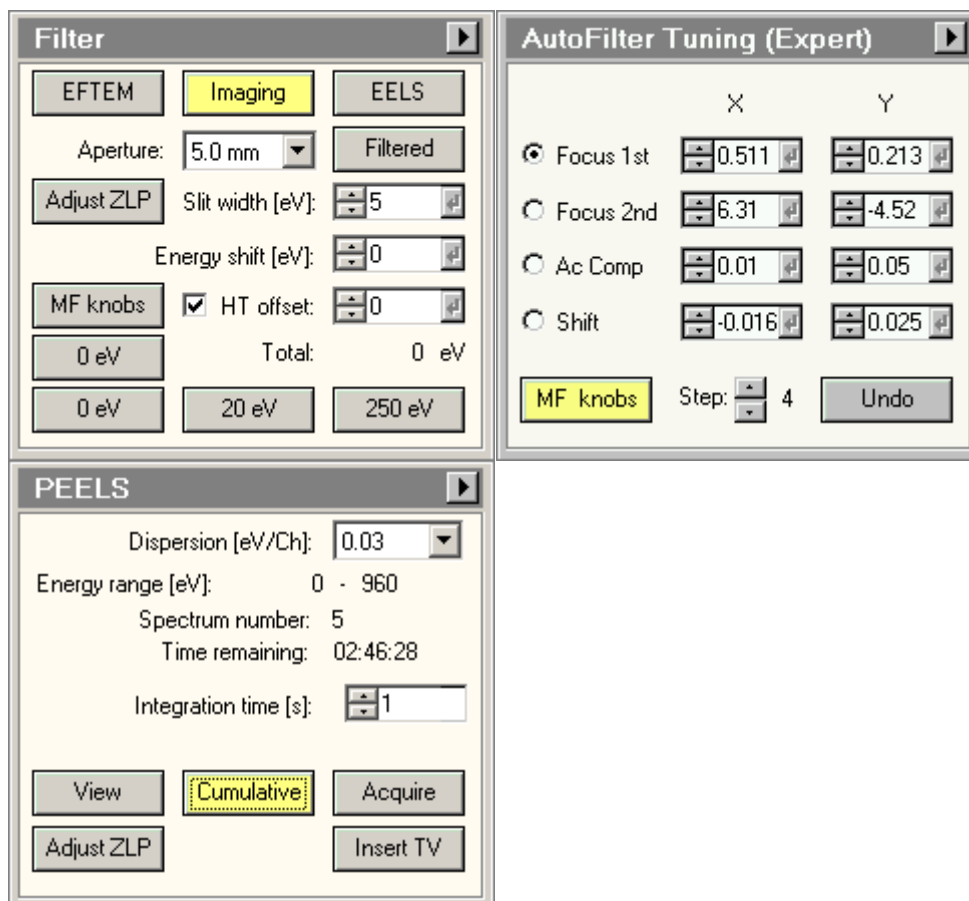 Filter
EFTEM Imaging EELS
Aperture: 5.0 mm Filtered
Adjust ZLP Slit width [eV]: 5
Energy shift [eV]: 0
MF knobs HT offset: 0
0 eV Total: 0 eV
0 eV 20 eV 250 eV
AutoFilter Tuning (Expert)
X Y
Focus 1st 0.511 0.213
Focus 2nd 6.31 -4.52
Ac Comp 0.01 0.05
Shift -0.016 0.025
MF knobs Step: 4 Undo
PEELS
Dispersion [eV/Ch]: 0.03
Energy range [eV]: 0 - 960
Spectrum number: 5
Time remaining: 02:46:28
Integration time [s]: 1
View Cumulative Acquire
Adjust ZLP Insert TV